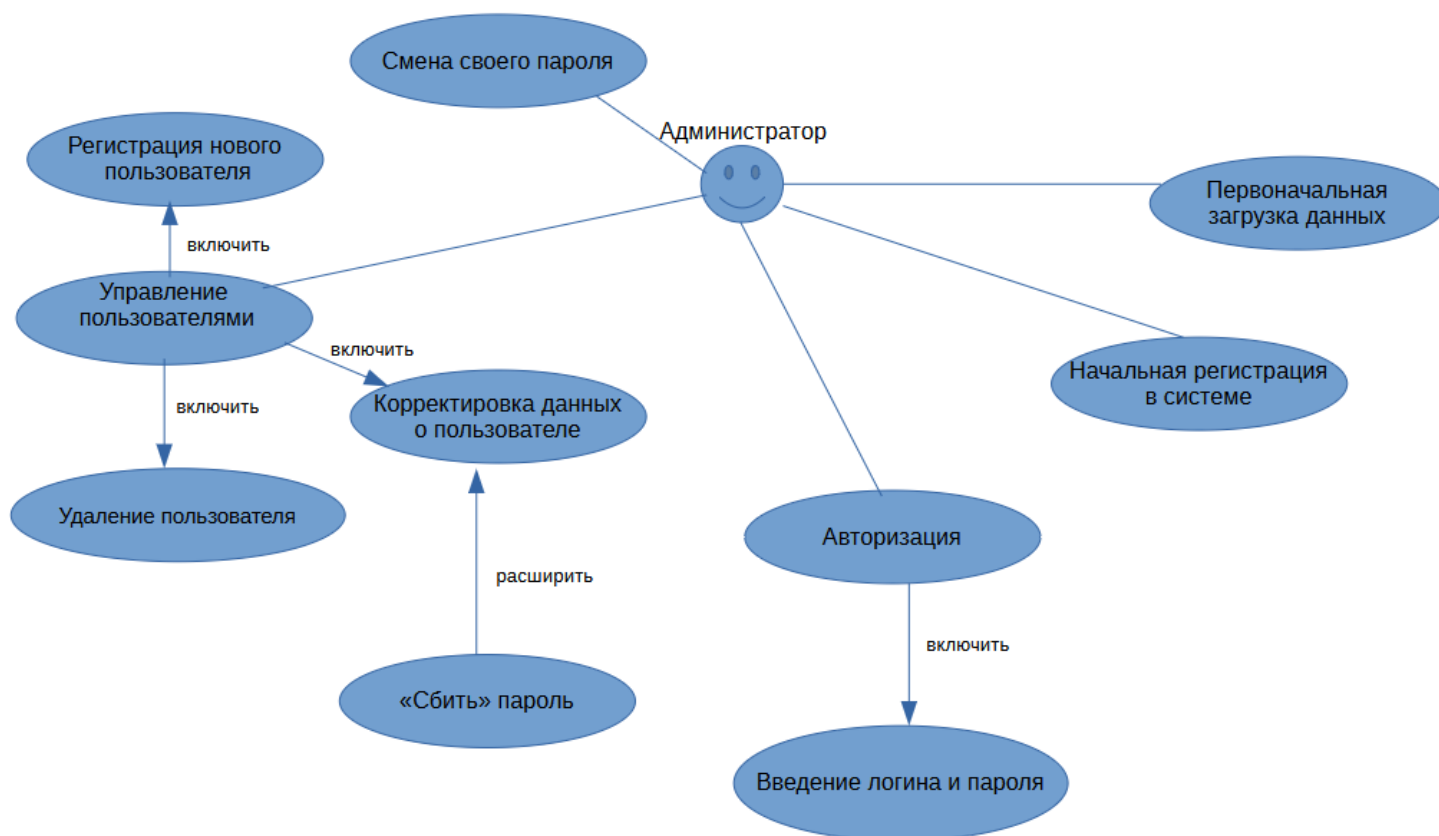 Смена своего пароля
Администратор
Регистрация нового
пользователя
Первоначальная
загрузка данных
включить
Управление
пользователями
включить
Начальная регистрация
в системе
Корректировка данных
о пользователе
включить
Удаление пользователя
Авторизация
расширить
включить
«Сбить» пароль
Введение логина и пароля